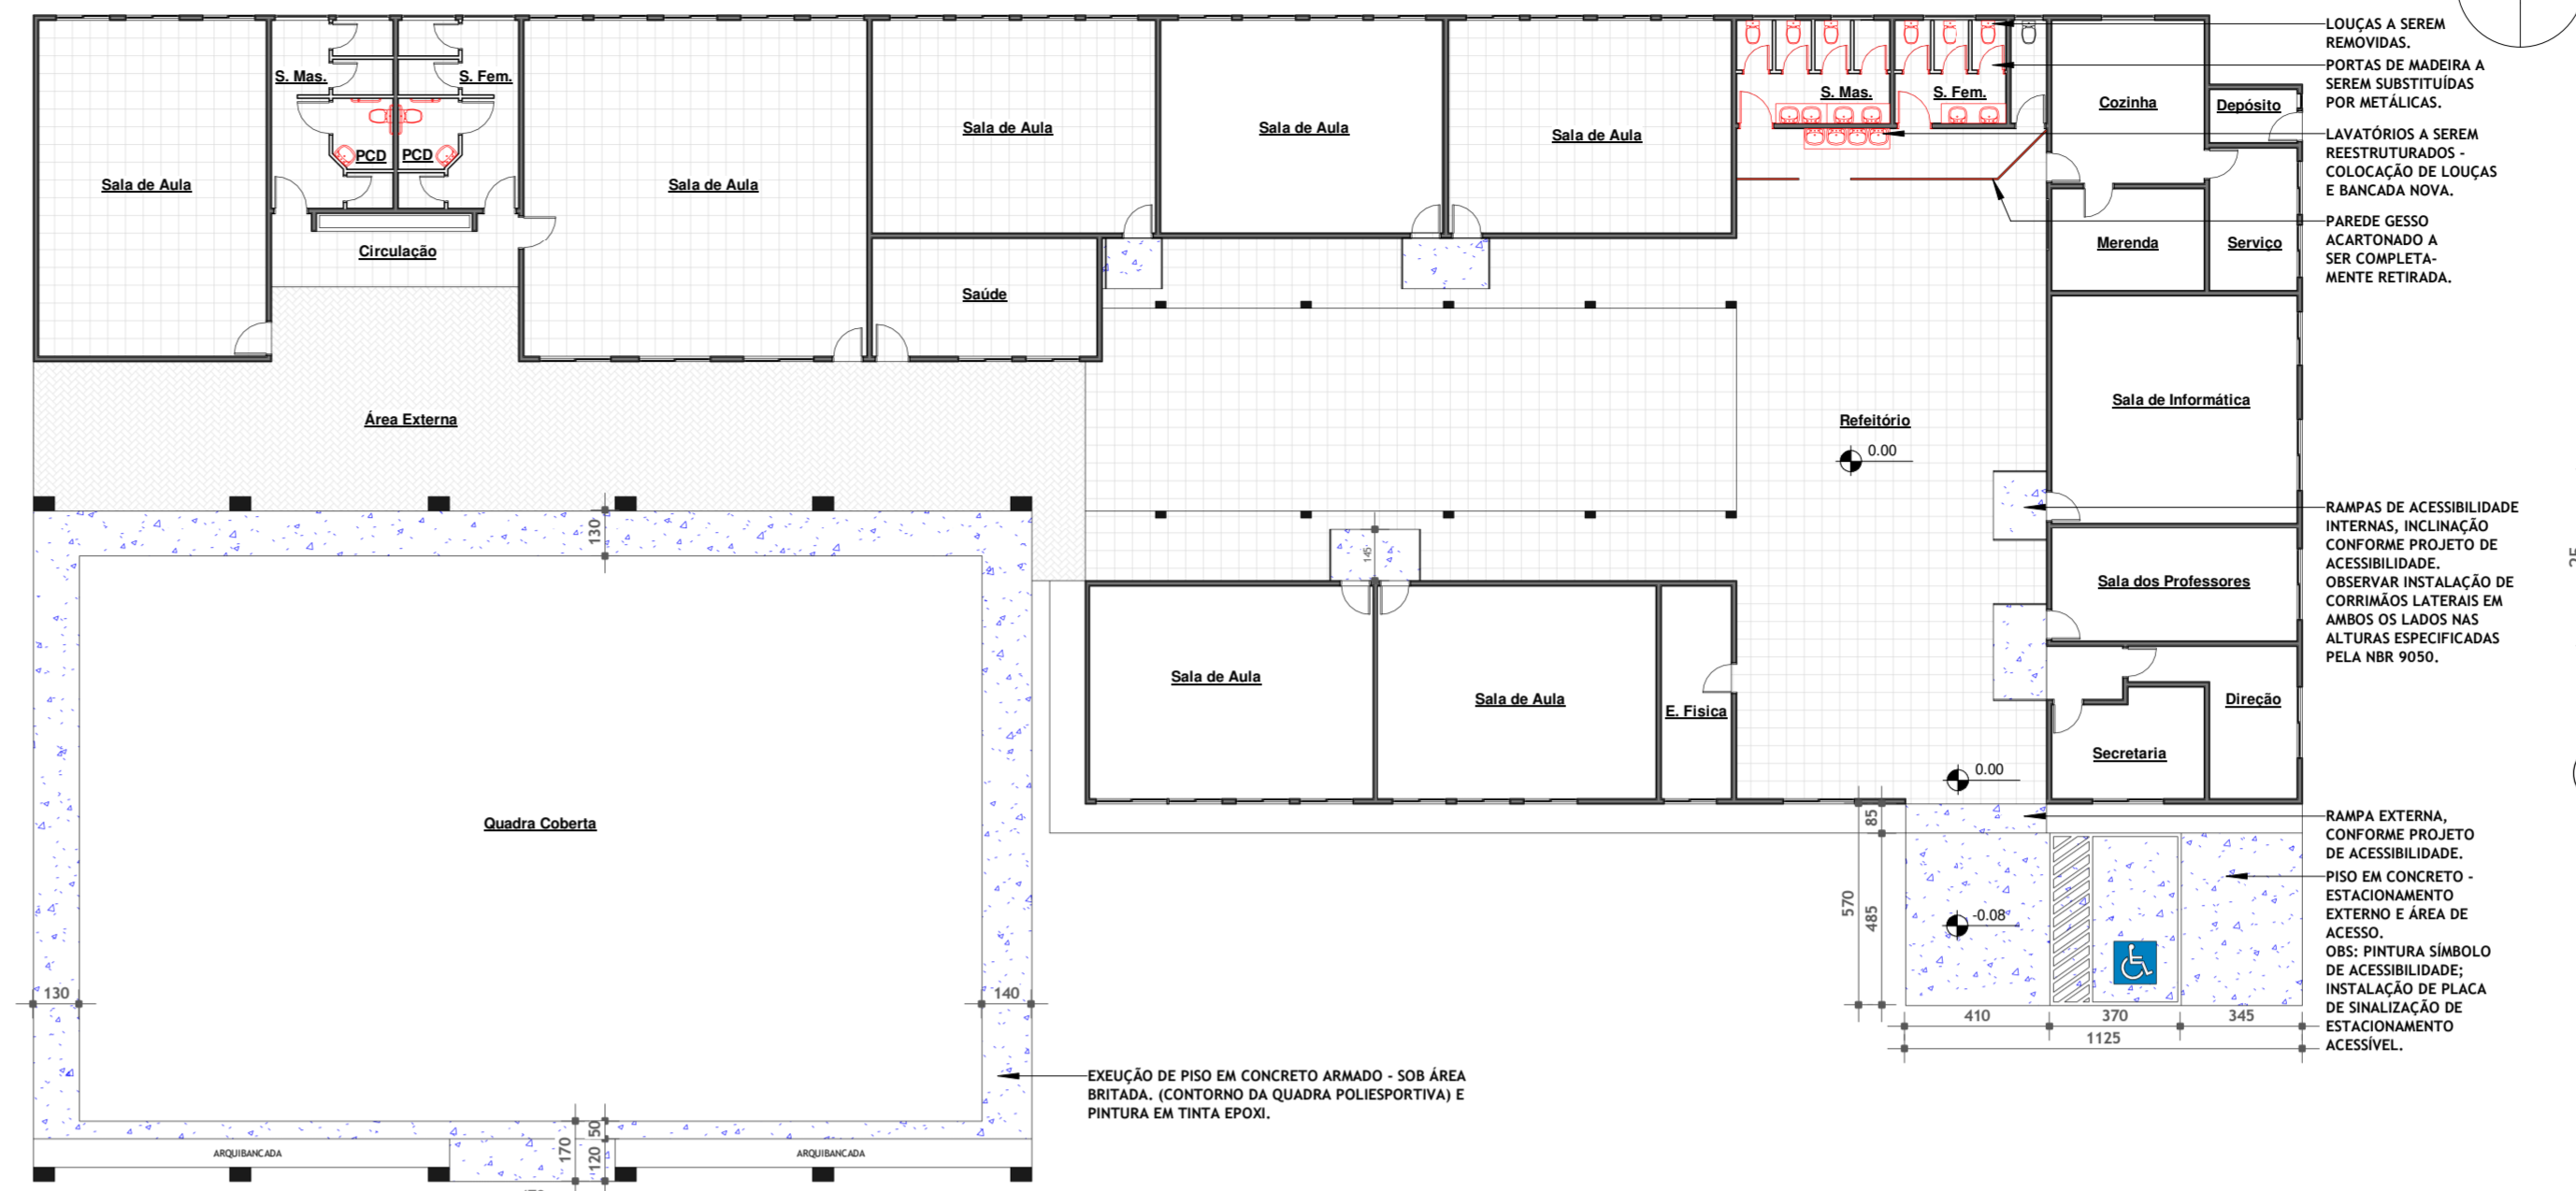 LOUÇAS A SEREM
REMOVIDAS.
PORTAS DE MADEIRA A
SEREM SUBSTITUÍDAS
POR METÁLICAS.
LAVATÓRIOS A SEREM
REESTRUTURADOS -
COLOCAÇÃO DE LOUÇAS
E BANCADA NOVA.
PAREDE GESSO
ACARTONADO A
SER COMPLETA-
MENTE RETIRADA.
S. Mas.
S. Fem.
S. Mas.
S. Fem.
Cozinha
Depósito
Sala de Aula
Sala de Aula
Sala de Aula
PCD
PCD
Sala de Aula
Sala de Aula
Circulação
Merenda
Serviço
Saúde
Sala de Informática
Área Externa
Refeitório
0.00
130
145
RAMPAS DE ACESSIBILIDADE
INTERNAS, INCLINAÇÃO
CONFORME PROJETO DE
ACESSIBILIDADE.
OBSERVAR INSTALAÇÃO DE
CORRIMÃOS LATERAIS EM
AMBOS OS LADOS NAS
ALTURAS ESPECIFICADAS
PELA NBR 9050.
Sala dos Professores
Sala de Aula
Sala de Aula
E. Fisica
Direção
Secretaria
0.00
Quadra Coberta
85
570
485
-0.08
RAMPA EXTERNA,
CONFORME PROJETO
DE ACESSIBILIDADE.
PISO EM CONCRETO -
ESTACIONAMENTO
EXTERNO E ÁREA DE
ACESSO.
OBS: PINTURA SÍMBOLO
DE ACESSIBILIDADE;
INSTALAÇÃO DE PLACA
DE SINALIZAÇÃO DE
ESTACIONAMENTO
ACESSÍVEL.
130
140
410
370
345
1125
EXEUÇÃO DE PISO EM CONCRETO ARMADO - SOB ÁREA
BRITADA. (CONTORNO DA QUADRA POLIESPORTIVA) E
PINTURA EM TINTA EPOXI.
170
50
120
ARQUIBANCADA
ARQUIBANCADA